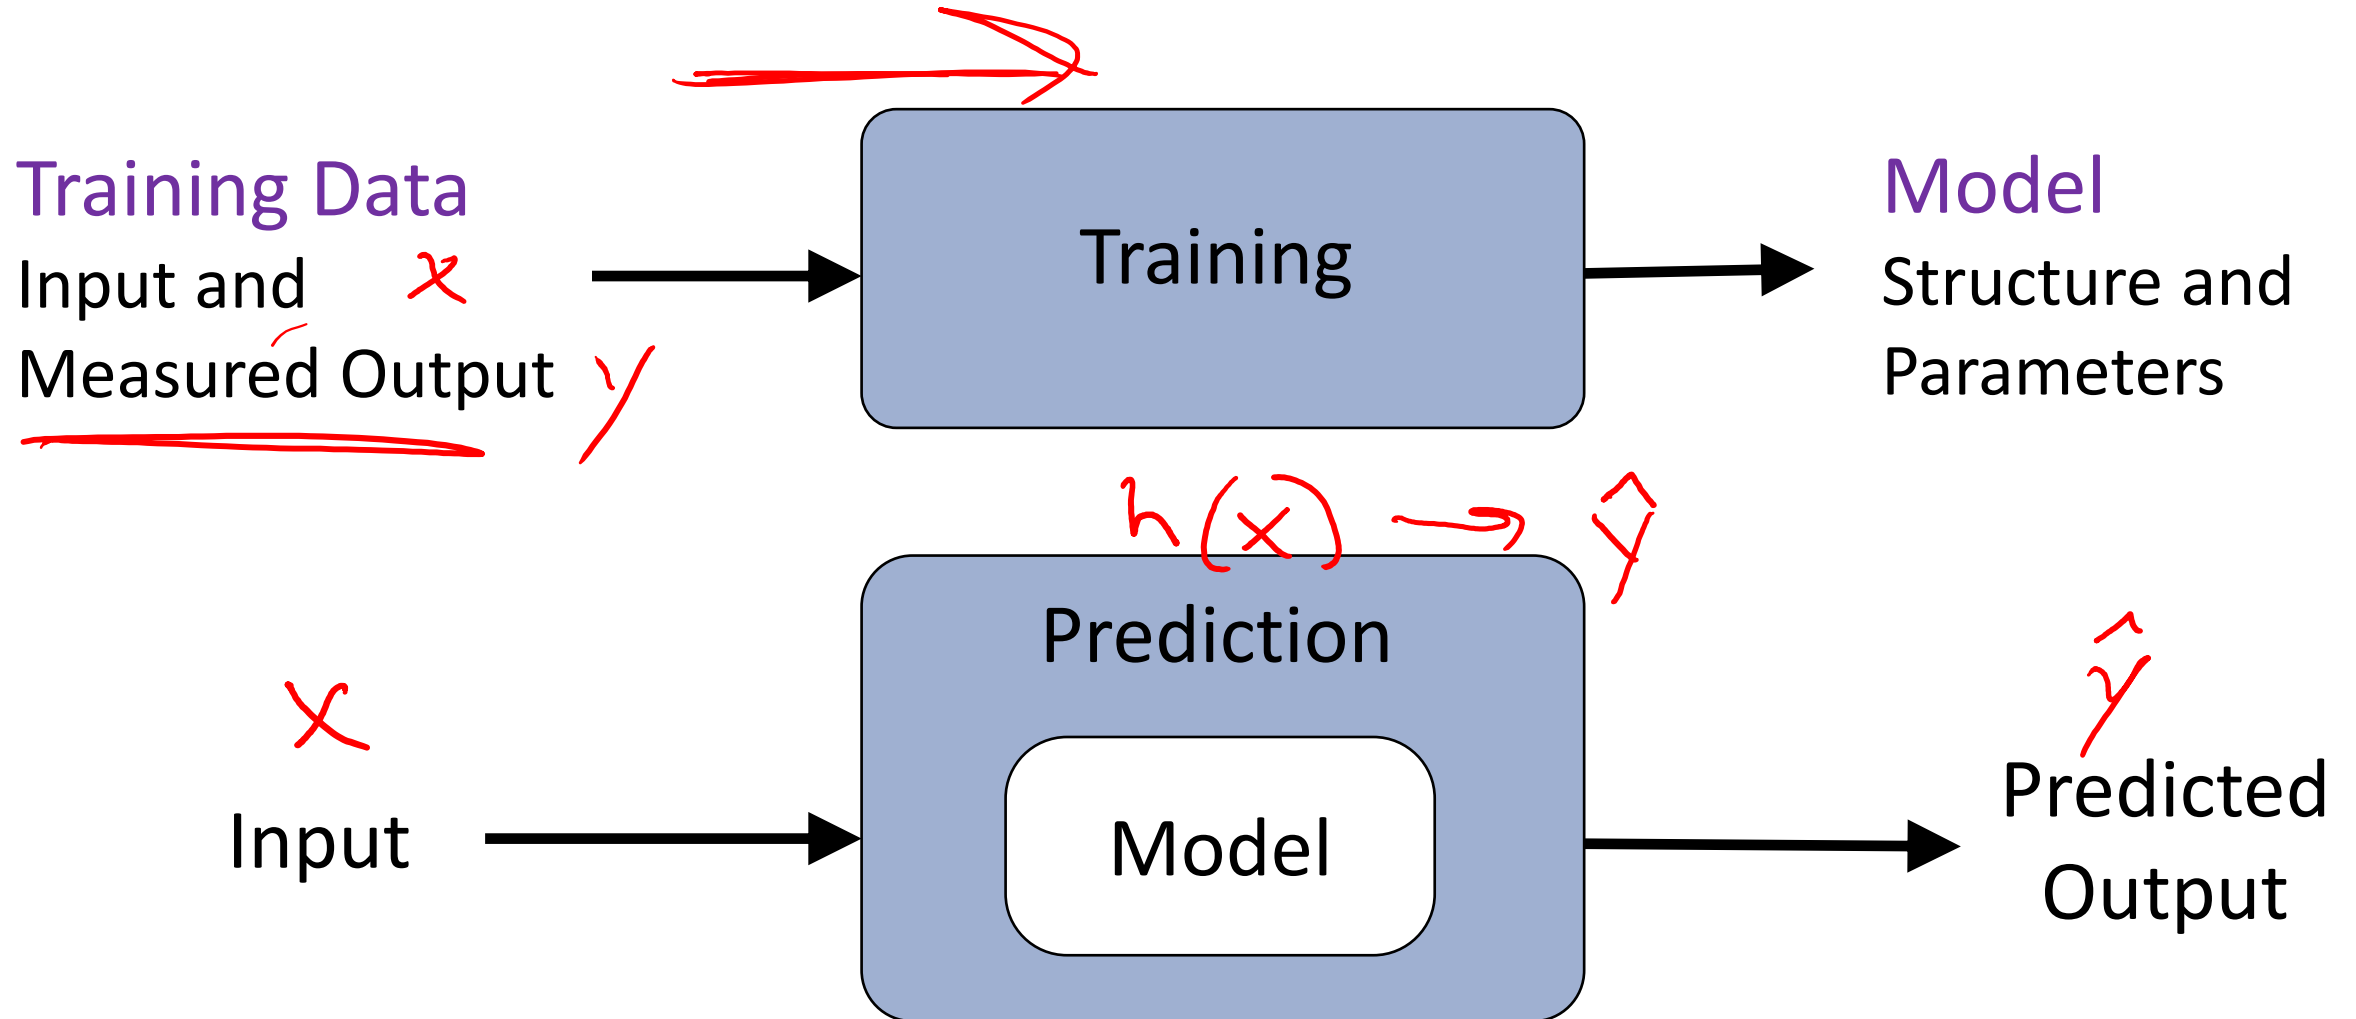 Training Data
Input and x
Measured Output y
Training
Model
Structure and
Parameters
h(x) → ŷ
Prediction
x
Input
Model
ŷ
Predicted
Output